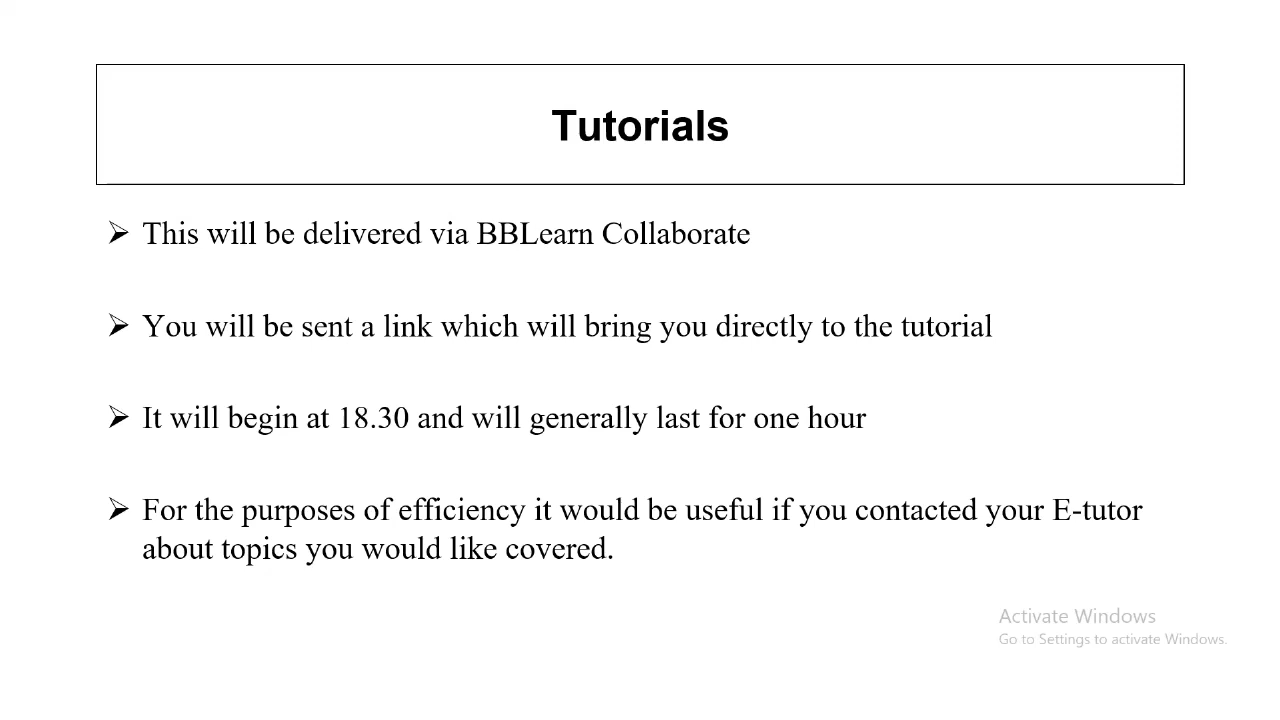 Tutorials
➢ This will be delivered via BBLearn Collaborate
➢ You will be sent a link which will bring you directly to the tutorial
➢ It will begin at 18.30 and will generally last for one hour
➢ For the purposes of efficiency it would be useful if you contacted your E-tutor
about topics you would like covered.
Activate Windows
Go to Settings to activate Windows.